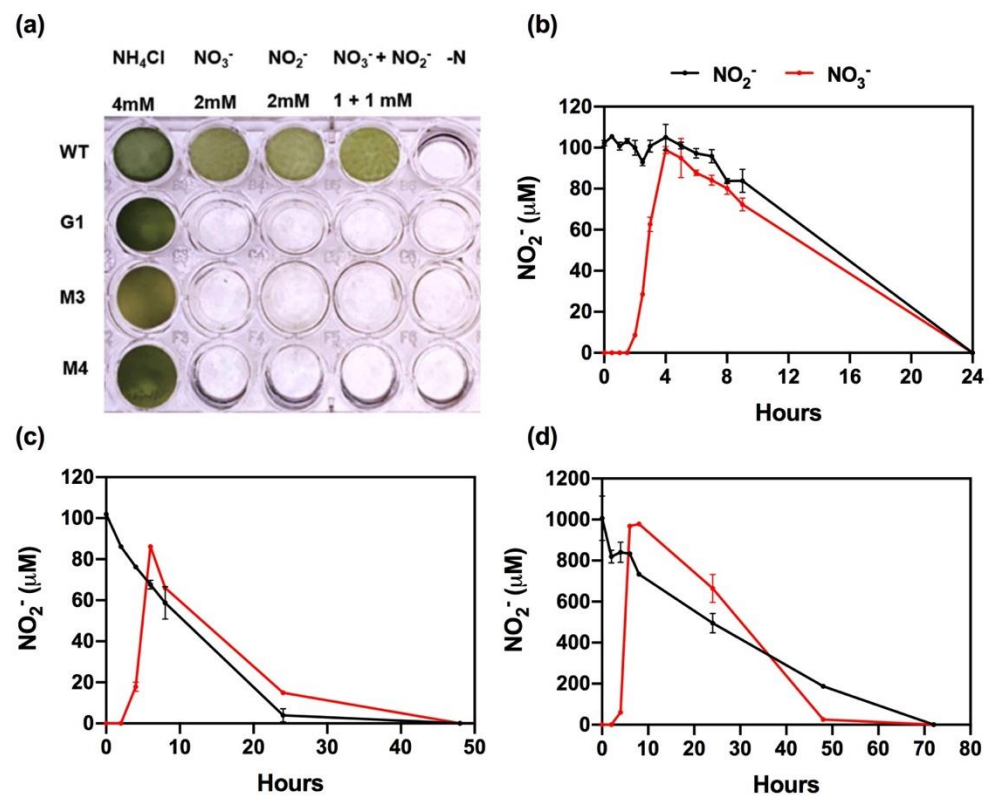 (a)
NH₄Cl NO₃⁻ NO₂⁻ NO₃⁻ + NO₂⁻ -N
4mM 2mM 2mM 1 + 1 mM
WT
G1
M3
M4
(b)
NO₂⁻ NO₃⁻
NO₂⁻ (μM)
120
100
80
60
40
20
0
0 4 8 12 16 20 24
Hours
(c)
NO₂⁻ (μM)
120
100
80
60
40
20
0
0 10 20 30 40 50
Hours
(d)
NO₂⁻ (μM)
1200
1000
800
600
400
200
0
0 10 20 30 40 50 60 70 80
Hours